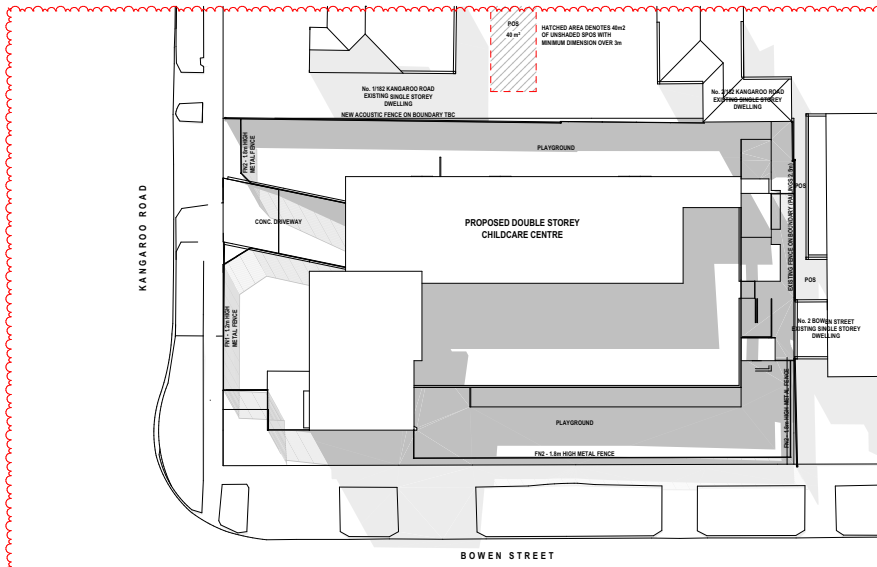 POS
40 m²
HATCHED AREA DENOTES 40m2
OF UNSHADED SPOS WITH
MINIMUM DIMENSION OVER 3m
No. 1/182 KANGAROO ROAD
EXISTING SINGLE STOREY
DWELLING
No. 2/182 KANGAROO ROAD
EXISTING SINGLE STOREY
DWELLING
NEW ACOUSTIC FENCE ON BOUNDARY TBC
FN2 - 1.8m HIGH
METAL FENCE
PLAYGROUND
EXISTING FENCE ON BOUNDARY (PAILINGS 2.8m)
POS
KANGAROO ROAD
CONC. DRIVEWAY
PROPOSED DOUBLE STOREY
CHILDCARE CENTRE
POS
FN1 - 1.2m HIGH
METAL FENCE
No. 2 BOWEN STREET
EXISTING SINGLE STOREY
DWELLING
PLAYGROUND
FN2 - 1.8m HIGH METAL FENCE
FN2 - 1.8m HIGH METAL FENCE
BOWEN STREET